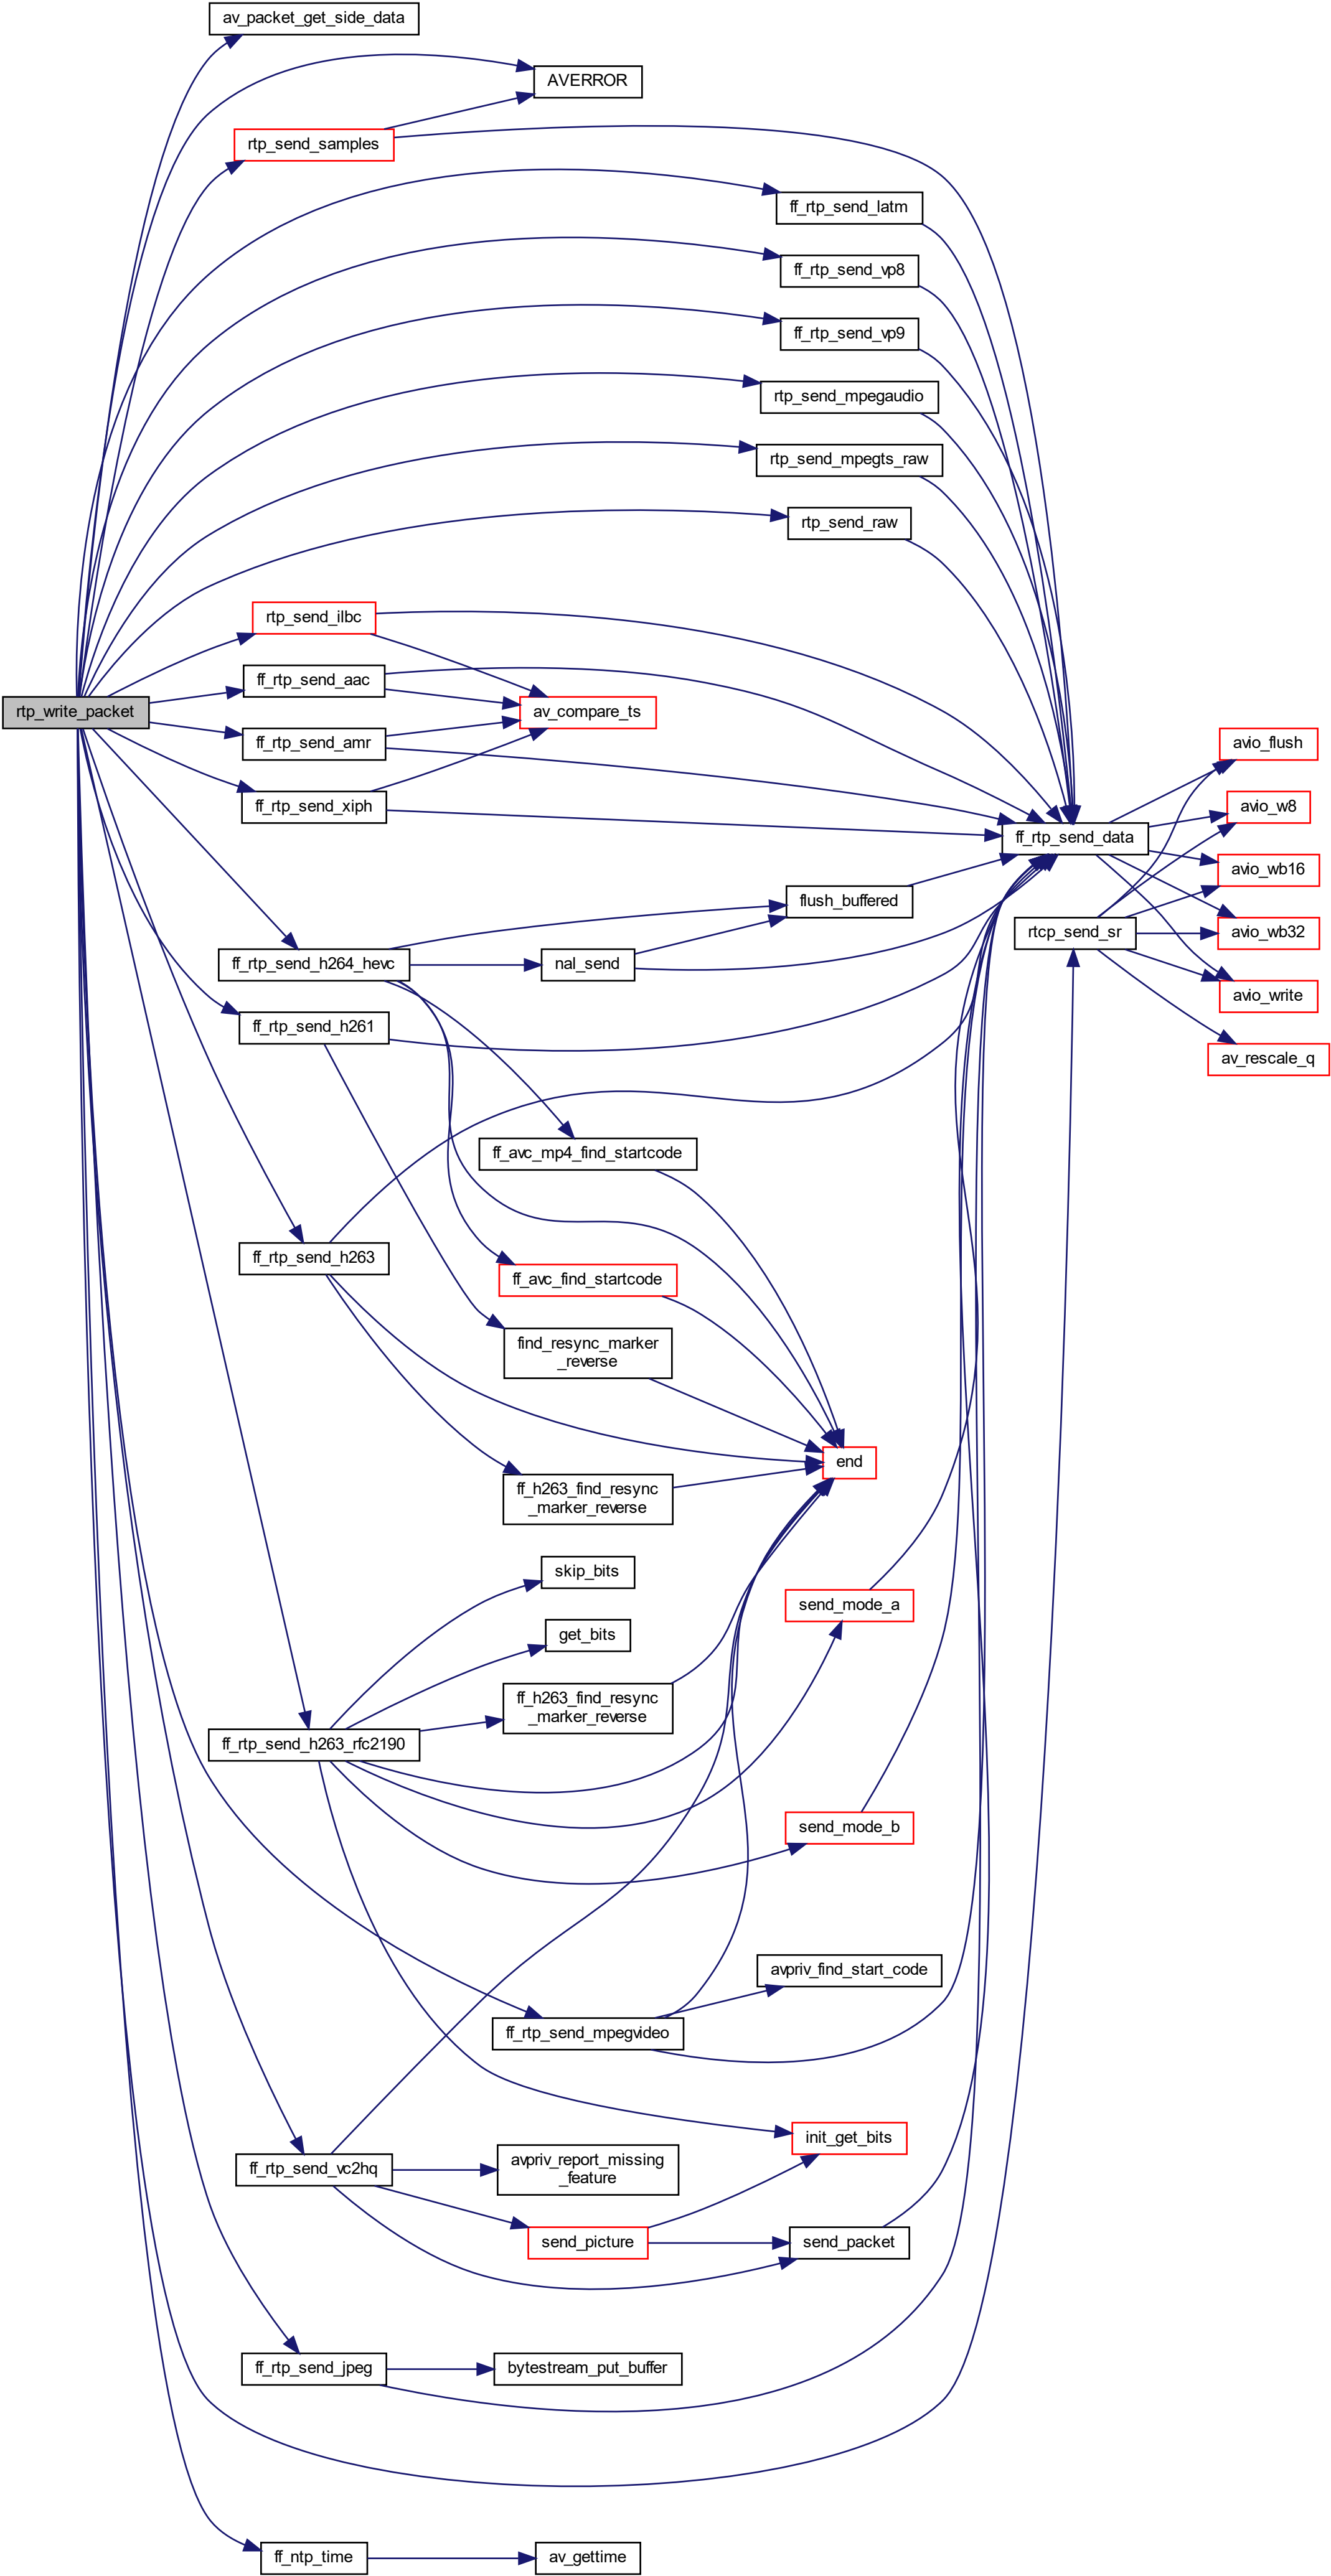 av_packet_get_side_data
AVERROR
rtp_send_samples
ff_rtp_send_latm
ff_rtp_send_vp8
ff_rtp_send_vp9
rtp_send_mpegaudio
rtp_send_mpegts_raw
rtp_send_raw
rtp_send_ilbc
ff_rtp_send_aac
rtp_write_packet
av_compare_ts
ff_rtp_send_amr
avio_flush
ff_rtp_send_xiph
avio_w8
ff_rtp_send_data
avio_wb16
flush_buffered
rtcp_send_sr
avio_wb32
ff_rtp_send_h264_hevc
nal_send
avio_write
ff_rtp_send_h261
av_rescale_q
ff_avc_mp4_find_startcode
ff_rtp_send_h263
ff_avc_find_startcode
find_resync_marker
_reverse
end
ff_h263_find_resync
_marker_reverse
skip_bits
send_mode_a
get_bits
ff_h263_find_resync
_marker_reverse
ff_rtp_send_h263_rfc2190
send_mode_b
avpriv_find_start_code
ff_rtp_send_mpegvideo
init_get_bits
avpriv_report_missing
_feature
ff_rtp_send_vc2hq
send_picture
send_packet
ff_rtp_send_jpeg
bytestream_put_buffer
ff_ntp_time
av_gettime